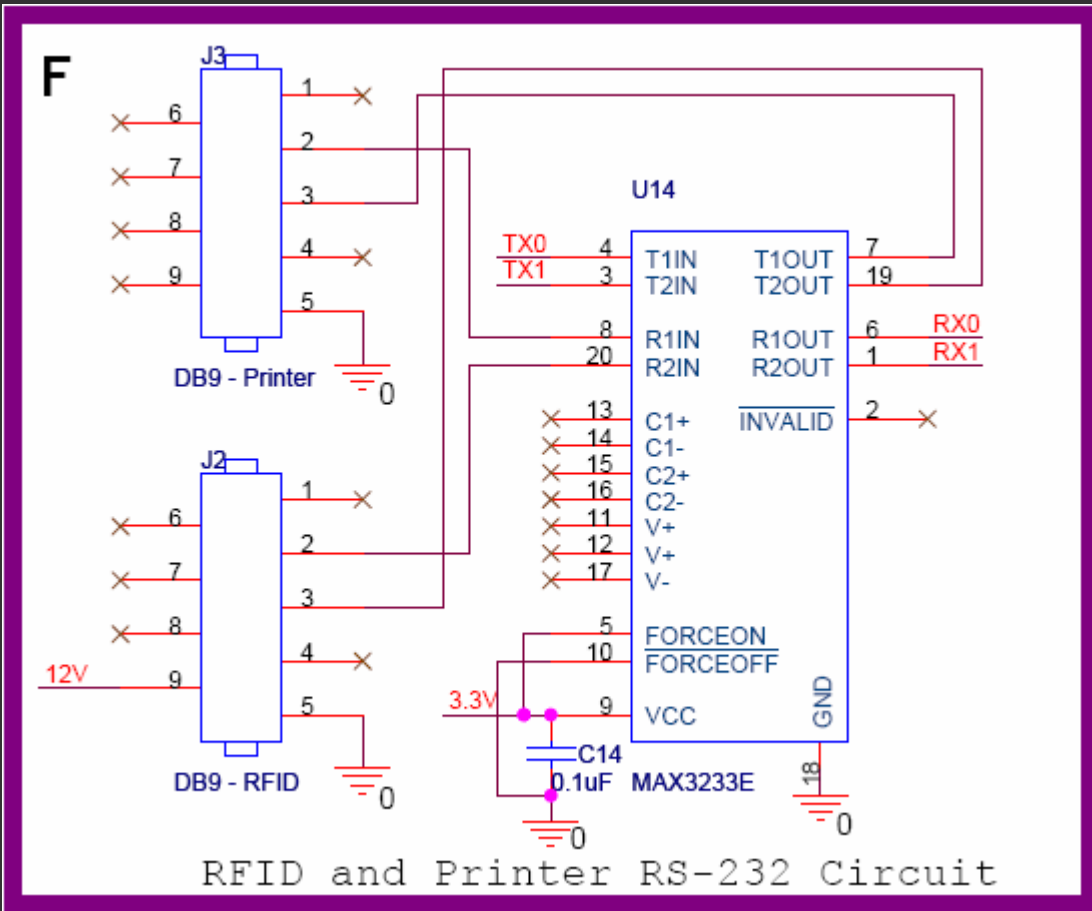 F
J3
1
6
2
7
3
8
4
9
5
DB9 - Printer
0
J2
1
6
2
7
3
8
4
12V
9
5
DB9 - RFID
0
U14
TX0 4 T1IN T1OUT 7
TX1 3 T2IN T2OUT 19
8 R1IN R1OUT 6 RX0
20 R2IN R2OUT 1 RX1
13 C1+ INVALID 2
14 C1-
15 C2+
16 C2-
11 V+
12 V+
17 V-
5 FORCEON
10 FORCEOFF
3.3V 9 VCC GND
C14
0.1uF MAX3233E 18
0 0
RFID and Printer RS-232 Circuit